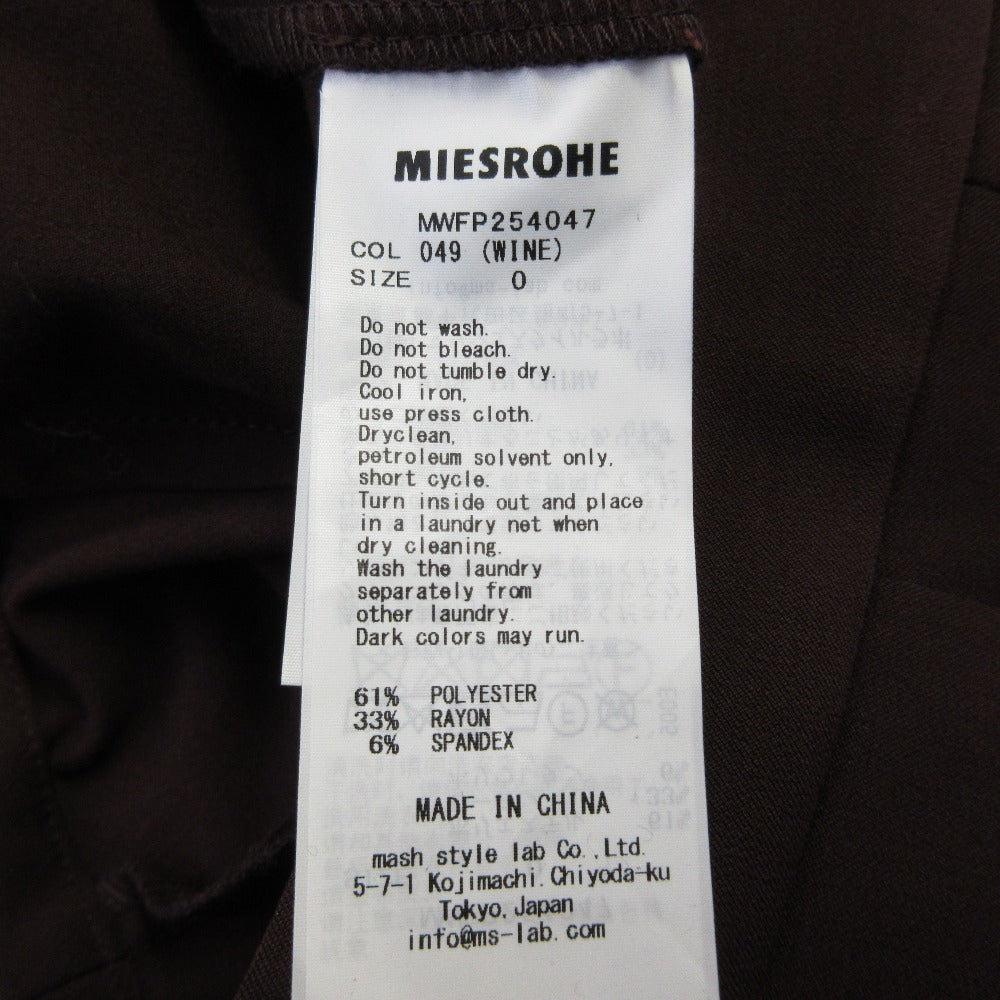 MIESROHE
MWFP254047
COL 049 (WINE)
SIZE 0
Do not wash.
Do not bleach.
Do not tumble dry.
Cool iron,
use press cloth.
Dryclean,
petroleum solvent only,
short cycle.
Turn inside out and place
in a laundry net when
dry cleaning.
Wash the laundry
separately from
other laundry.
Dark colors may run.
61% POLYESTER
33% RAYON
6% SPANDEX
MADE IN CHINA
mash style lab Co.,Ltd.
5-7-1 Kojimachi. Chiyoda-ku
Tokyo, Japan
info@ms-lab.com